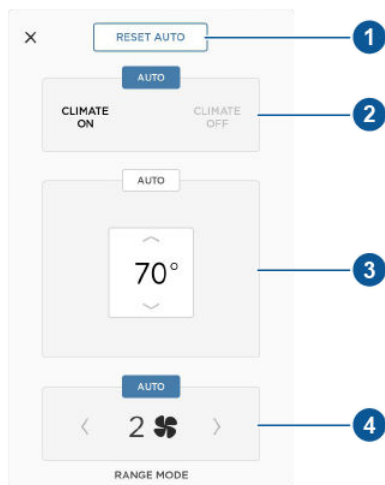 RESET AUTO
1
AUTO
CLIMATE ON
CLIMATE OFF
2
AUTO
70°
3
AUTO
2
4
RANGE MODE